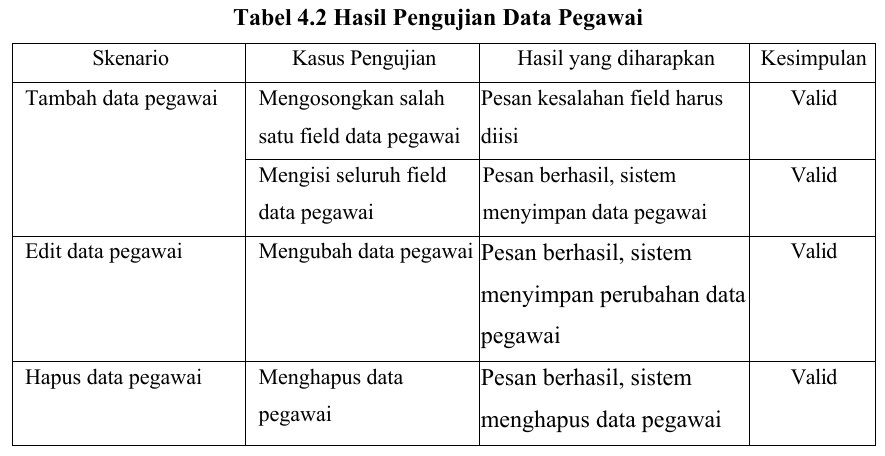 Tabel 4.2 Hasil Pengujian Data Pegawai
Skenario Kasus Pengujian Hasil yang diharapkan Kesimpulan
Tambah data pegawai Mengosongkan salah Pesan kesalahan field harus Valid
satu field data pegawai diisi
Mengisi seluruh field Pesan berhasil, sistem Valid
data pegawai menyimpan data pegawai
Edit data pegawai Mengubah data pegawai Pesan berhasil, sistem Valid
menyimpan perubahan data
pegawai
Hapus data pegawai Menghapus data Pesan berhasil, sistem Valid
pegawai menghapus data pegawai